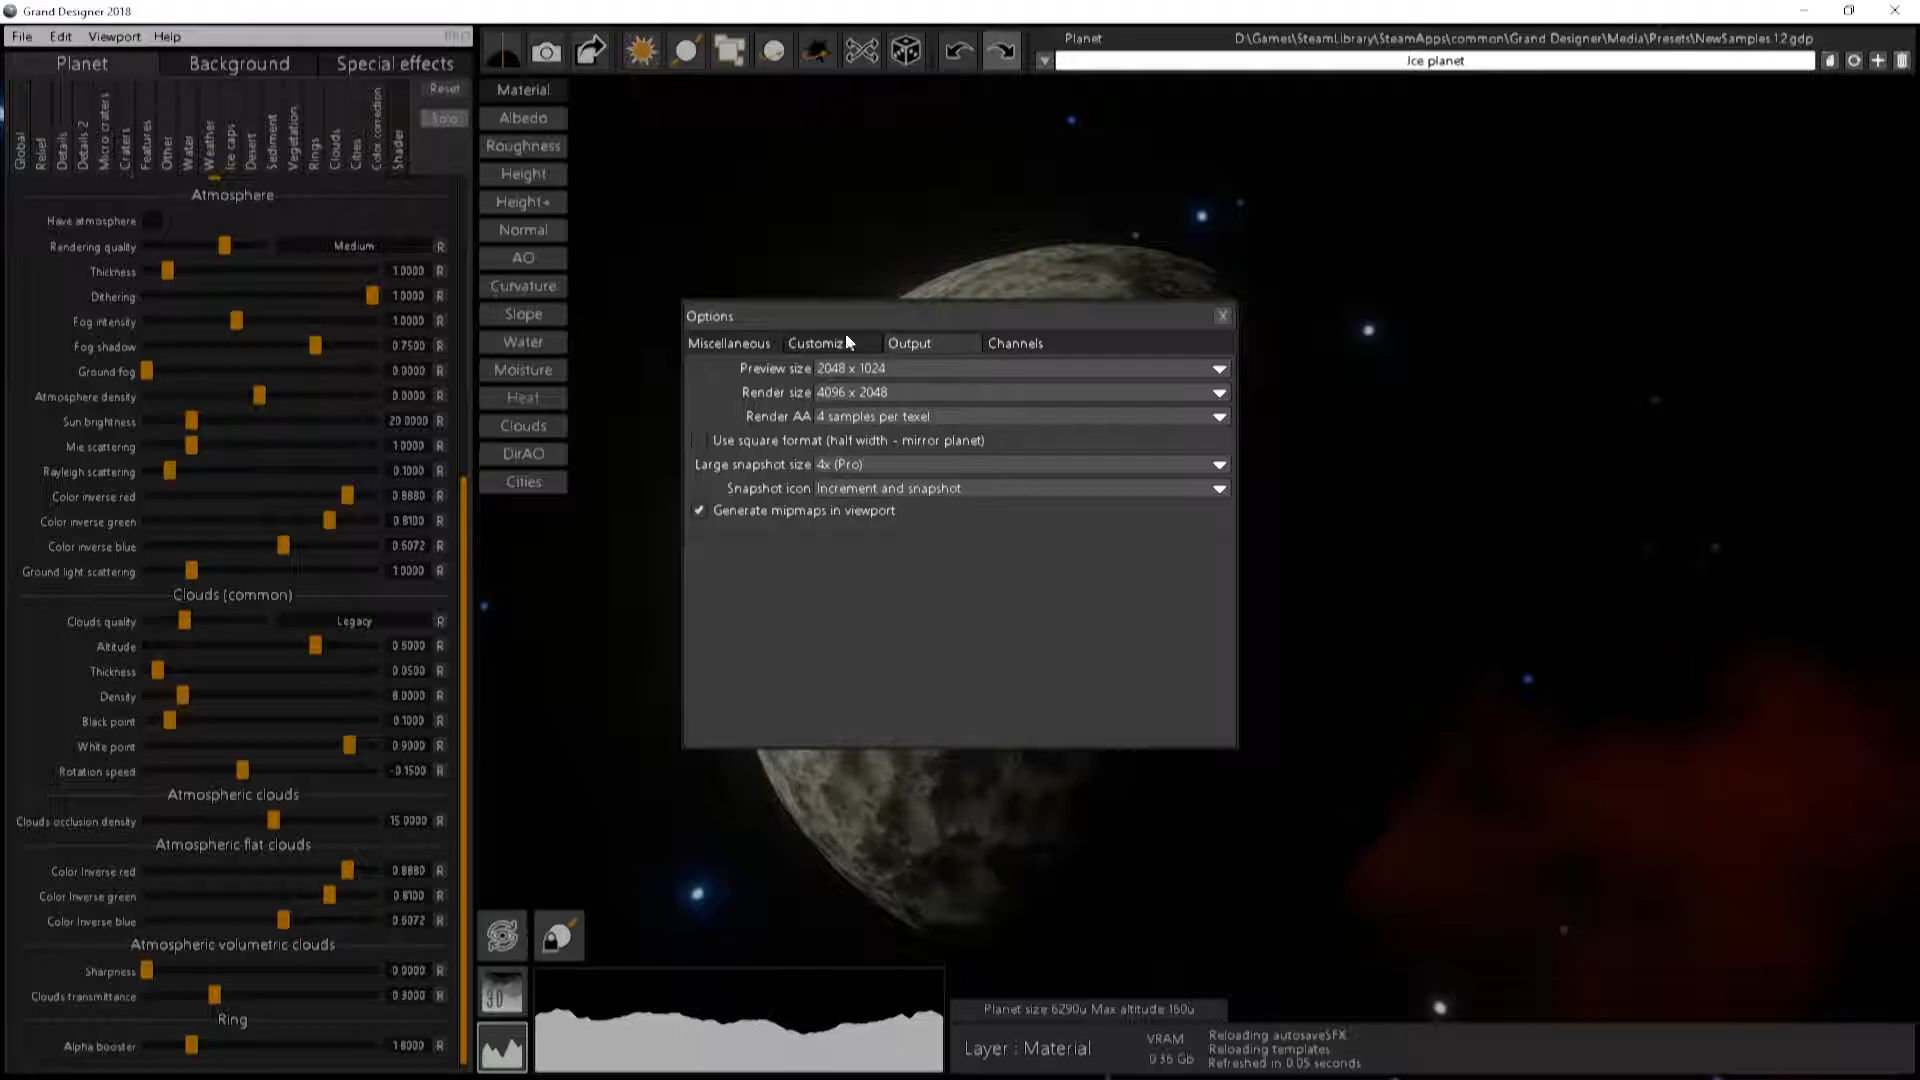 Grand Designer 2018
File Edit Viewport Help
Planet Background Special effects
Global Relief Details Details 2 Micro craters Craters Features Other Water Weather Ice caps Desert Sediment Vegetation Rings Clouds Cities Color correction Shader
Reset
Solo
Atmosphere
Have atmosphere
Rendering quality Medium R
Thickness 1.0000 R
Dithering 1.0000 R
Fog intensity 1.0000 R
Fog shadow 0.7500 R
Ground fog 0.0000 R
Atmosphere density 0.0000 R
Sun brightness 20.0000 R
Mie scattering 1.0000 R
Rayleigh scattering 0.1000 R
Color inverse red 0.8880 R
Color inverse green 0.8100 R
Color inverse blue 0.6072 R
Ground light scattering 1.0000 R
Clouds (common)
Clouds quality Legacy R
Altitude 0.5000 R
Thickness 0.0500 R
Density 8.0000 R
Black point 0.1000 R
White point 0.9000 R
Rotation speed -0.1500 R
Atmospheric clouds
Clouds occlusion density 15.0000 R
Atmospheric flat clouds
Color Inverse red 0.8880 R
Color Inverse green 0.8100 R
Color Inverse blue 0.6072 R
Atmospheric volumetric clouds
Sharpness 0.0000 R
Clouds transmittance 0.3000 R
Ring
Alpha booster 1.8000 R
Material
Albedo
Roughness
Height
Height+
Normal
AO
Curvature
Slope
Water
Moisture
Heat
Clouds
DirAO
Cities
Planet D:\Games\SteamLibrary\SteamApps\common\Grand Designer\Media\Presets\NewSamples.12.gdp
Ice planet
Options X
Miscellaneous Customiz Output Channels
Preview size 2048 x 1024
Render size 4096 x 2048
Render AA 4 samples per texel
Use square format (half width - mirror planet)
Large snapshot size 4x (Pro)
Snapshot icon Increment and snapshot
Generate mipmaps in viewport
30
Planet size 6290u Max altitude 160u
Layer : Material
VRAM
0.36 Gb
Reloading autosaveSFX
Reloading templates
Refreshed in 0.05 seconds